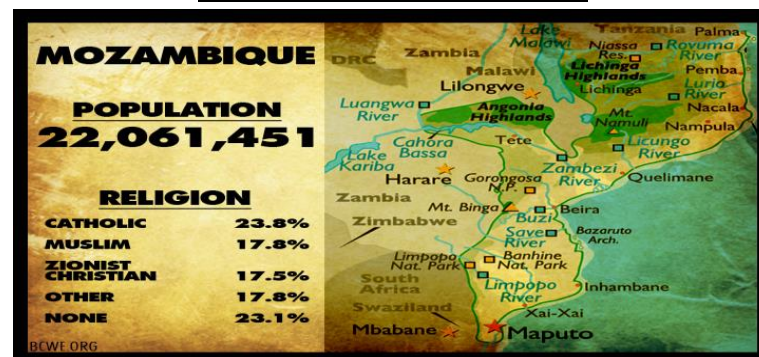 MOZAMBIQUE
POPULATION
22,061,451
RELIGION
CATHOLIC 23.8%
MUSLIM 17.8%
ZIONIST
CHRISTIAN 17.5%
OTHER 17.8%
NONE 23.1%
BCWF.ORG
DRC
Zambia
Lake
Malawi
Tanzania
Palma
Niassa
Res.
Rovuma
River
Malawi
Lichinga
Highlands
Pemba
Lilongwe
Lichinga
Luria
River
Luangwa
River
Angonia
Highlands
Mt.
Namuli
Nacala
Nampula
Cahora
Bassa
Tete
Licungo
River
Lake
Kariba
Harare
Gorongosa
N.P.
Zambezi
River
Quelimane
Zambia
Mt. Binga
Beira
Zimbabwe
Buzi
Save
River
Bazaruto
Arch.
Limpopo
Nat. Park
Banhine
Nat. Park
South
Africa
Limpopo
River
Inhambane
Swaziland
Xai-Xai
Mbabane
Maputo